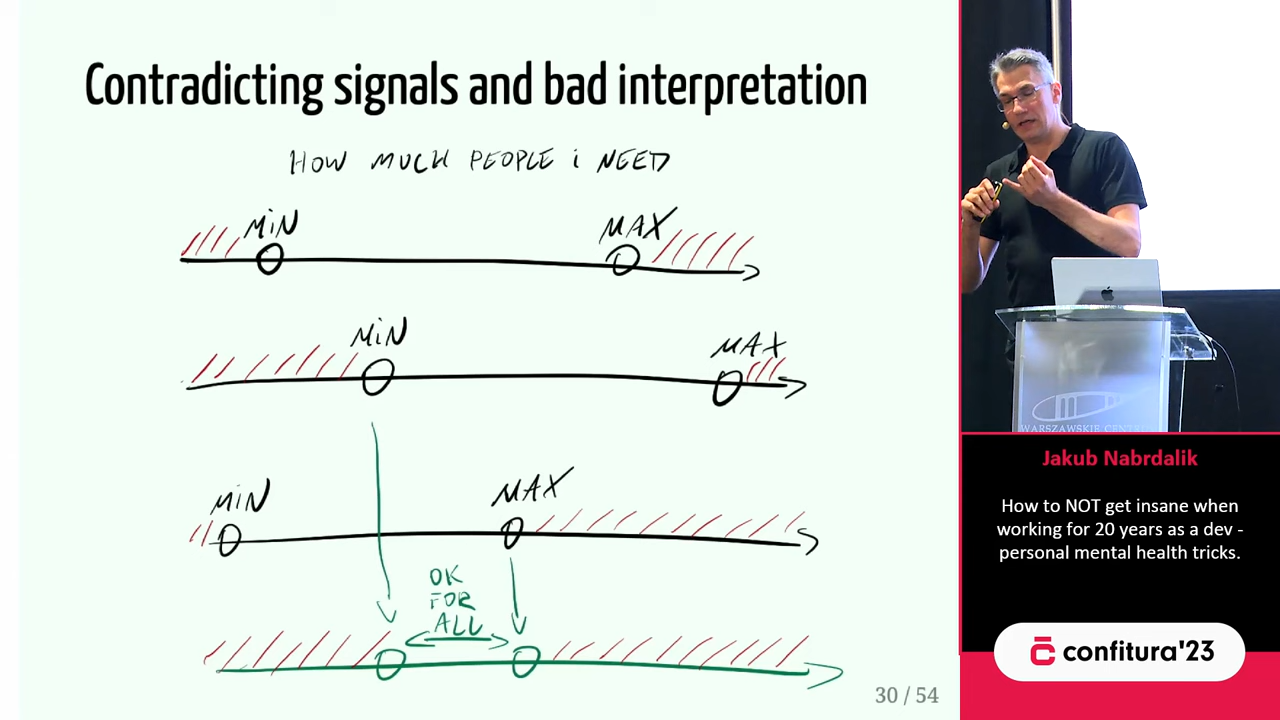 Contradicting signals and bad interpretation
HOW MUCH PEOPLE i NEED
MiN
MAX
MiN
MAX
MiN
MAX
OK
FOR
ALL
30 / 54
WARSZAWSKIE CENTR
Jakub Nabrdalik
How to NOT get insane when
working for 20 years as a dev -
personal mental health tricks.
confitura'23